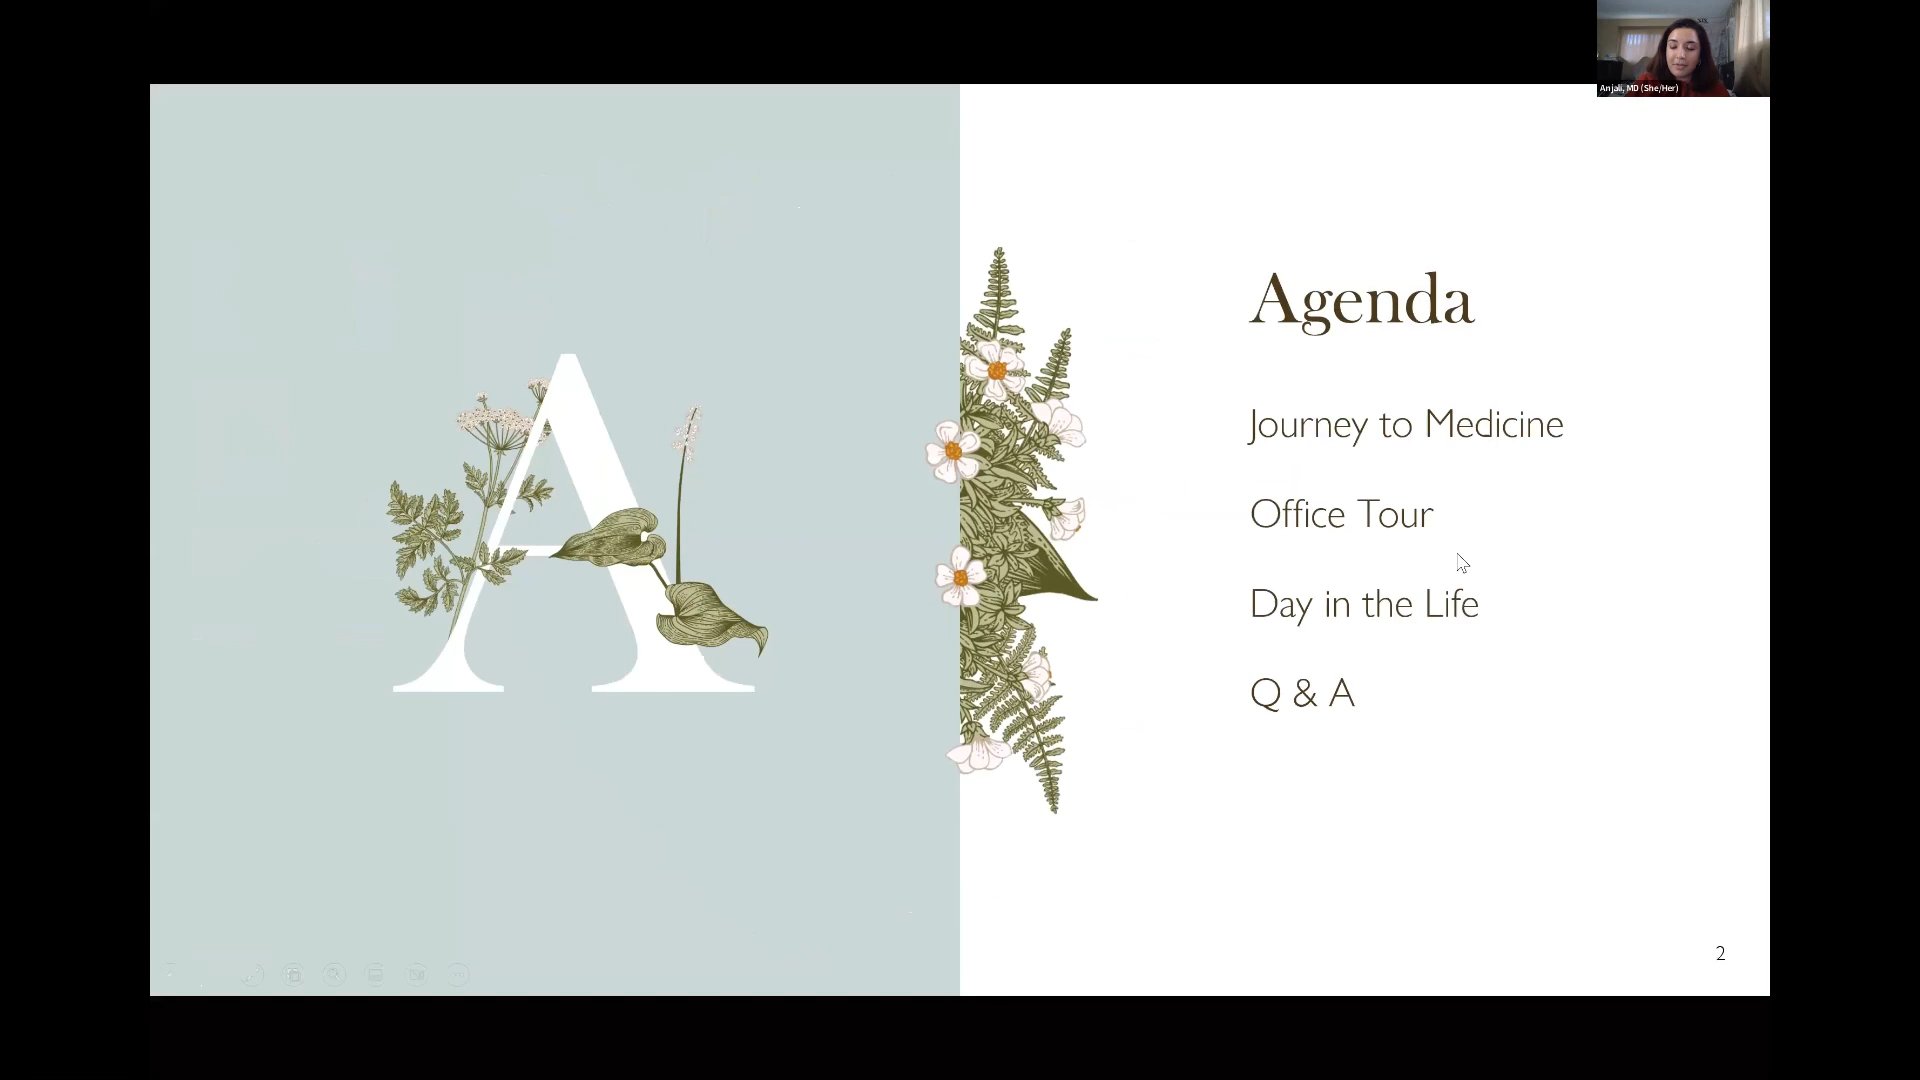 Anjali, MD (She/Her)
A
Agenda
Journey to Medicine
Office Tour
Day in the Life
Q & A
2